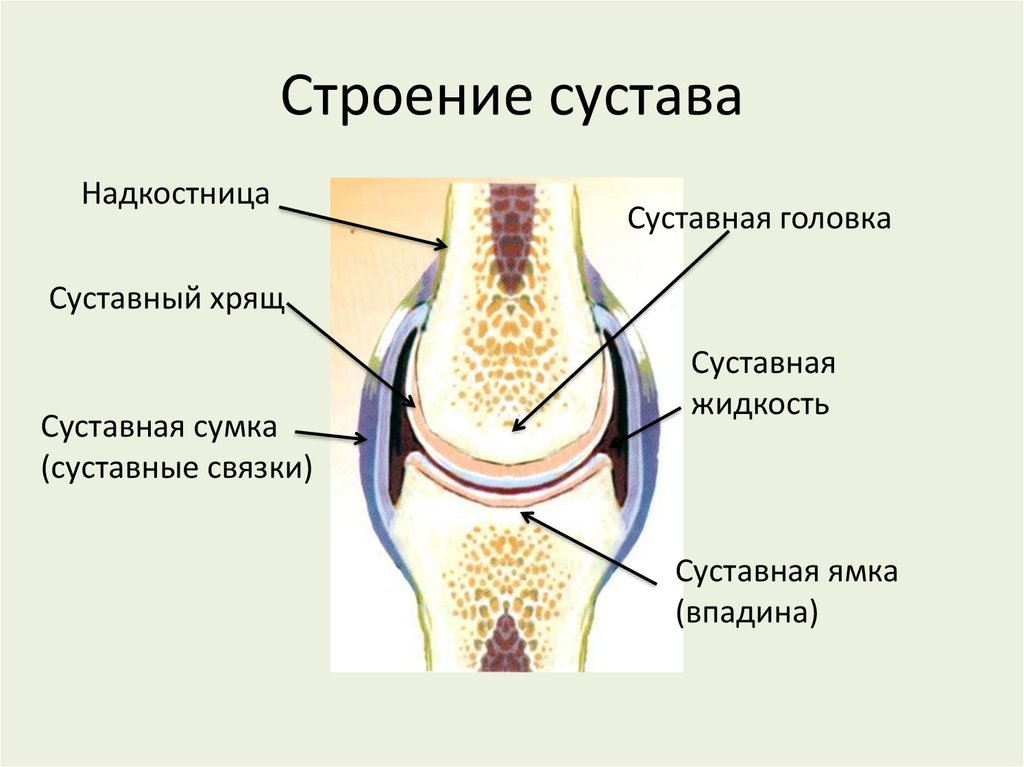 Строение сустава
Надкостница
Суставная головка
Суставный хрящ
Суставная
жидкость
Суставная сумка
(суставные связки)
Суставная ямка
(впадина)